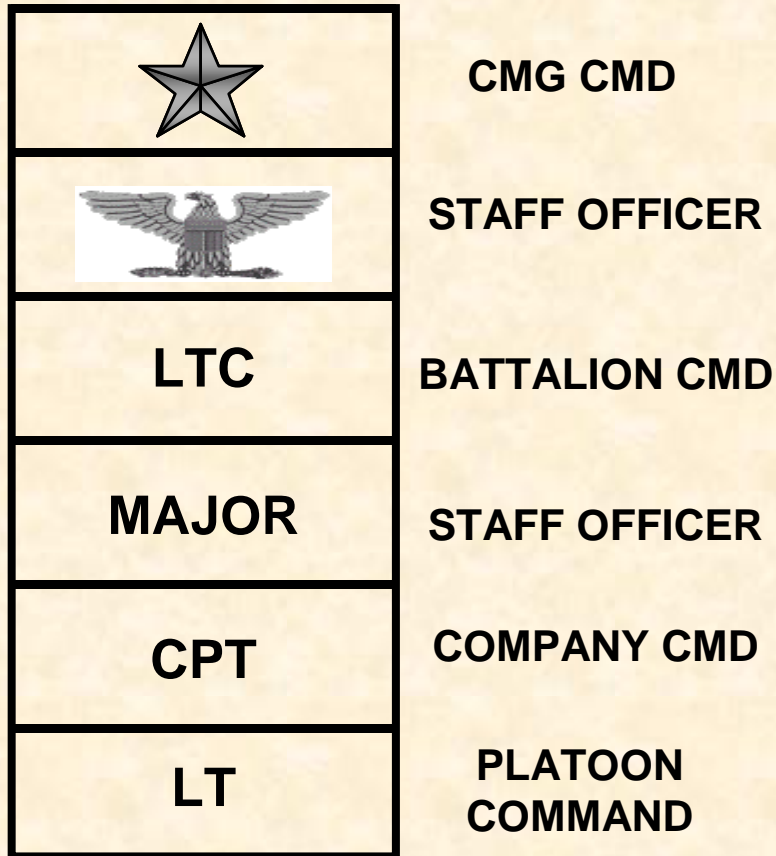 CMG CMD
STAFF OFFICER
LTC
BATTALION CMD
MAJOR
STAFF OFFICER
CPT
COMPANY CMD
LT
PLATOON
COMMAND